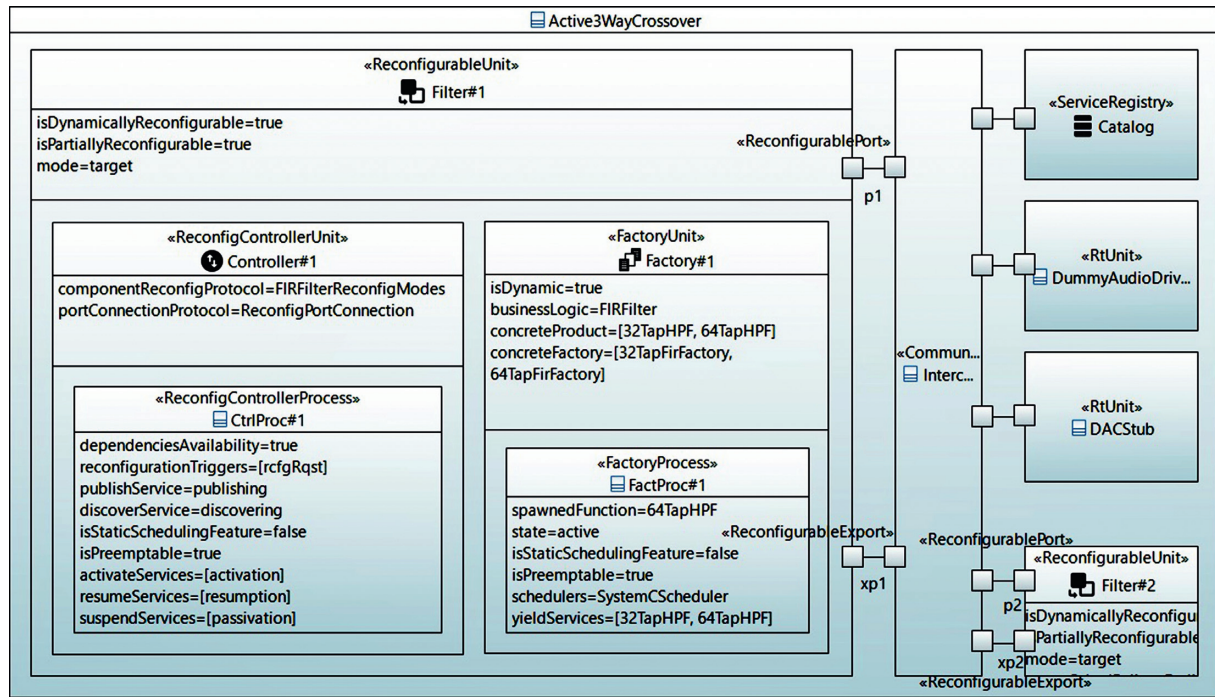 Active3WayCrossover
«ReconfigurableUnit»
Filter#1
isDynamicallyReconfigurable=true
isPartiallyReconfigurable=true
mode=target
«ReconfigurablePort»
p1
«ReconfigControllerUnit»
Controller#1
componentReconfigProtocol=FIRFilterReconfigModes
portConnectionProtocol=ReconfigPortConnection
«ReconfigControllerProcess»
CtrlProc#1
dependenciesAvailability=true
reconfigurationTriggers=[rcfgRqst]
publishService=publishing
discoverService=discovering
isStaticSchedulingFeature=false
isPreemptable=true
activateServices=[activation]
resumeServices=[resumption]
suspendServices=[passivation]
«FactoryUnit»
Factory#1
isDynamic=true
businessLogic=FIRFilter
concreteProduct=[32TapHPF, 64TapHPF]
concreteFactory=[32TapFirFactory,
64TapFirFactory]
«FactoryProcess»
FactProc#1
spawnedFunction=64TapHPF
state=active
isStaticSchedulingFeature=false
isPreemptable=true
schedulers=SystemCScheduler
yieldServices=[32TapHPF, 64TapHPF]
«ReconfigurableExport»
xp1
«Commun...
Interc...
«ServiceRegistry»
Catalog
«RtUnit»
DummyAudioDriv...
«RtUnit»
DACStub
«ReconfigurablePort»
p2
«ReconfigurableUnit»
Filter#2
isDynamicallyReconfigu
PartiallyReconfigurable
mode=target
xp2
«ReconfigurableExport»